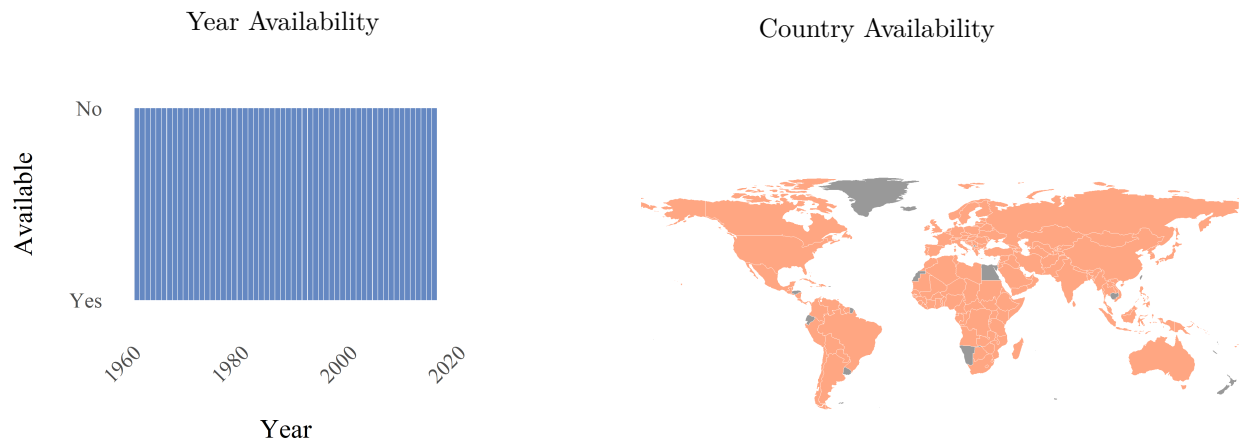 Year Availability
No
Available
Yes
1960
1980
2000
2020
Year
Country Availability